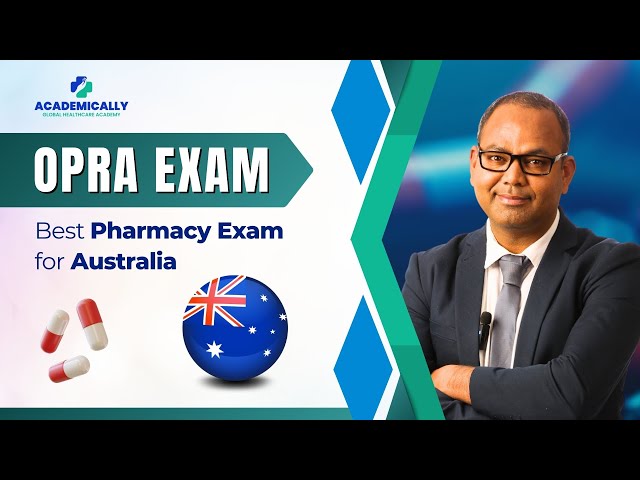 ACADEMICALLY
GLOBAL HEALTHCARE ACADEMY
OPRA EXAM
Best Pharmacy Exam
for Australia